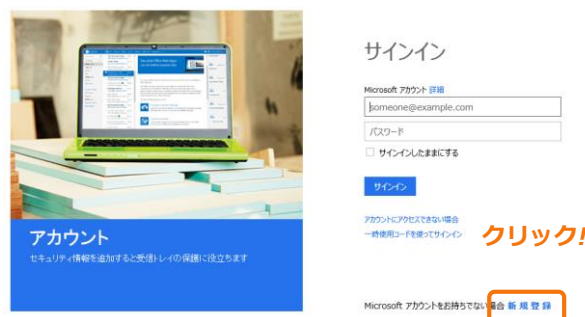 サインイン
Microsoft アカウント 詳細
someone@example.com
パスワード
サインインしたままにする
サインイン
アカウントにアクセスできない場合
一時使用コードを使ってサインイン
クリック!
アカウント
セキュリティ情報を追加すると受信トレイの保護に役立ちます
Microsoft アカウントをお持ちでない場合 新規登録